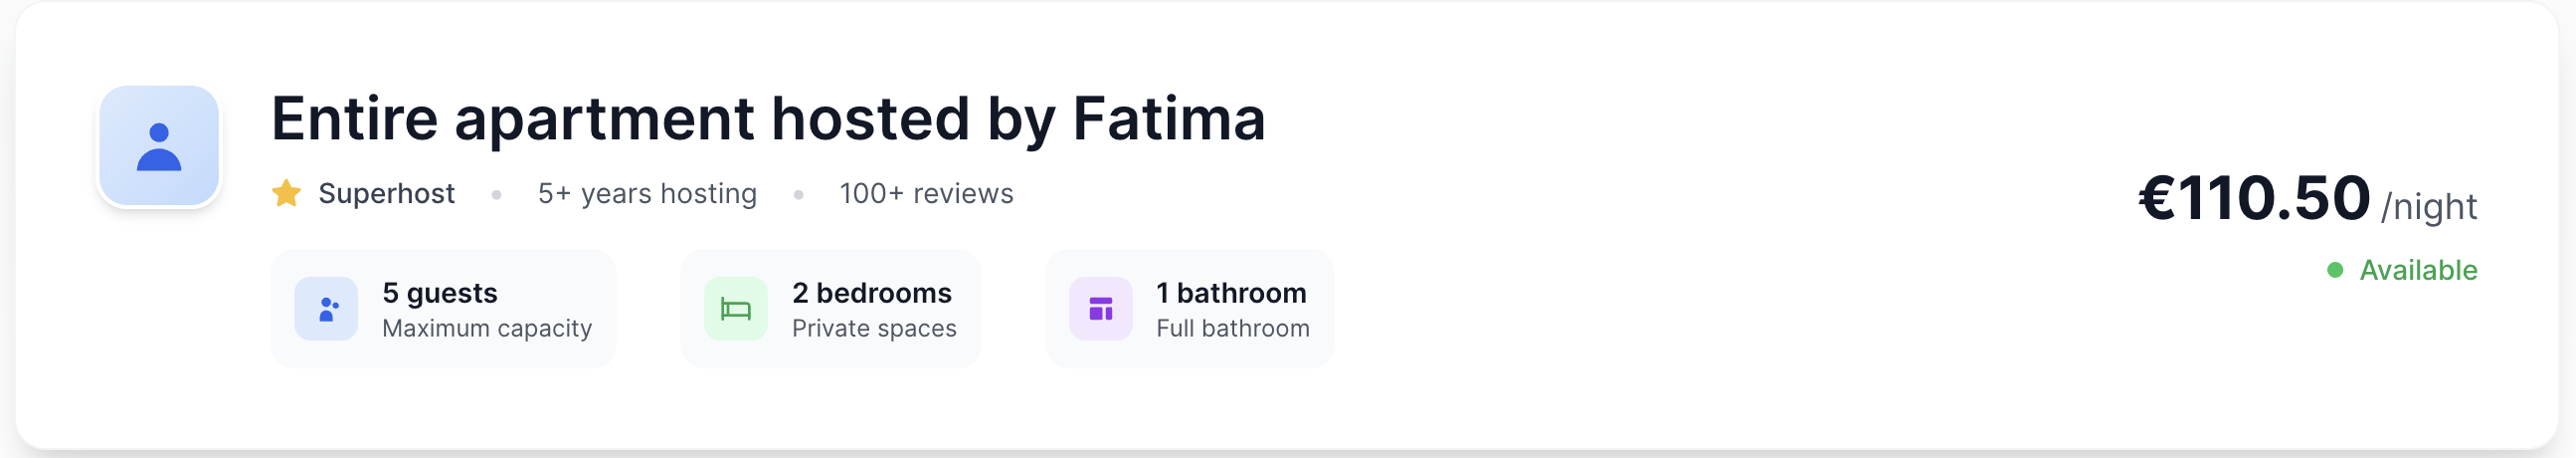 Entire apartment hosted by Fatima
Superhost • 5+ years hosting • 100+ reviews
5 guests
Maximum capacity
2 bedrooms
Private spaces
1 bathroom
Full bathroom
€110.50 /night
Available